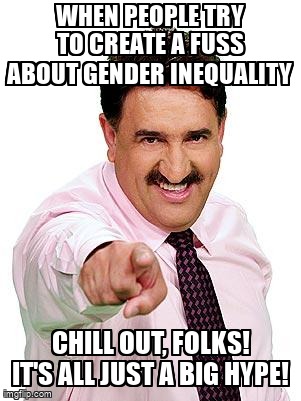 WHEN PEOPLE TRY
TO CREATE A FUSS
ABOUT GENDER INEQUALITY
CHILL OUT, FOLKS!
IT'S ALL JUST A BIG HYPE!
imgflip.com